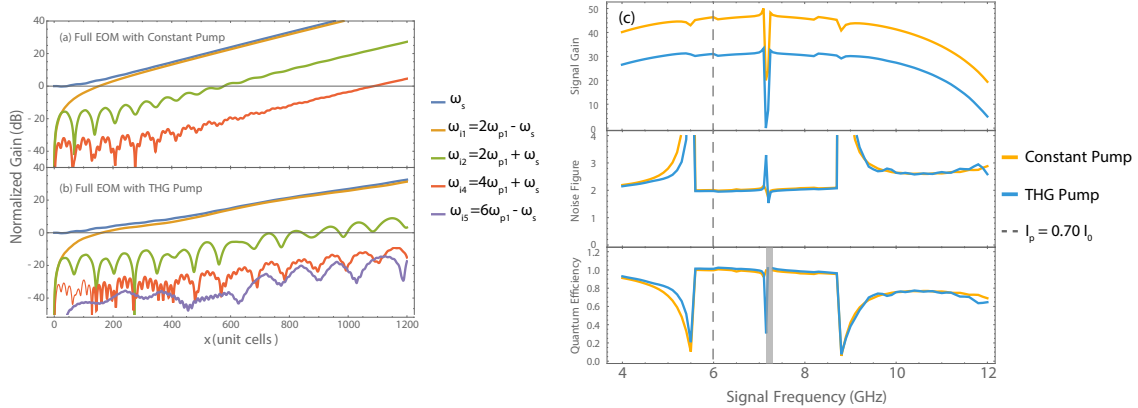 (a) Full EOM with Constant Pump
40
20
0
- 20
40
Normalized Gain (dB)
(b) Full EOM with THG Pump
20
0
- 20
- 40
0
200
400
600
800
1000
1200
x (unit cells)
ωs
ωi1=2ωp1 - ωs
ωi2=2ωp1 + ωs
ωi4=4ωp1 + ωs
ωi5=6ωp1 - ωs
(c)
Signal Gain
50
40
30
20
10
0
Noise Figure
3
2
1
0
Quantum Efficiency
1.2
1.0
0.8
0.6
0.4
0.2
0.0
4
6
8
10
12
Signal Frequency (GHz)
Constant Pump
THG Pump
Ip = 0.70 I0